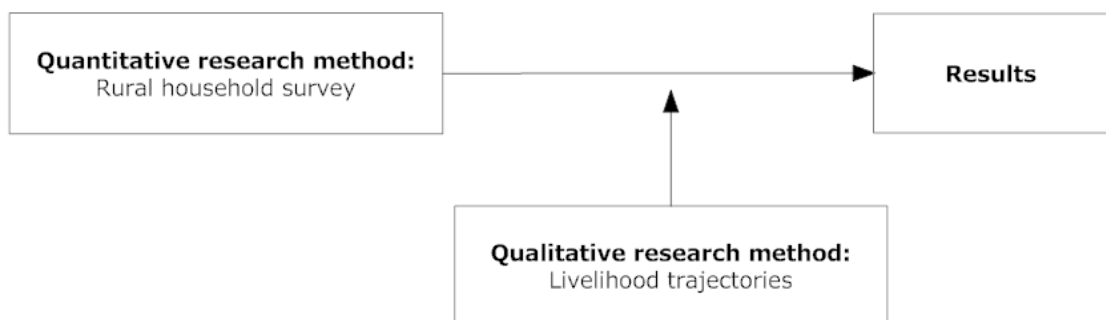 Quantitative research method:
Rural household survey
Results
Qualitative research method:
Livelihood trajectories